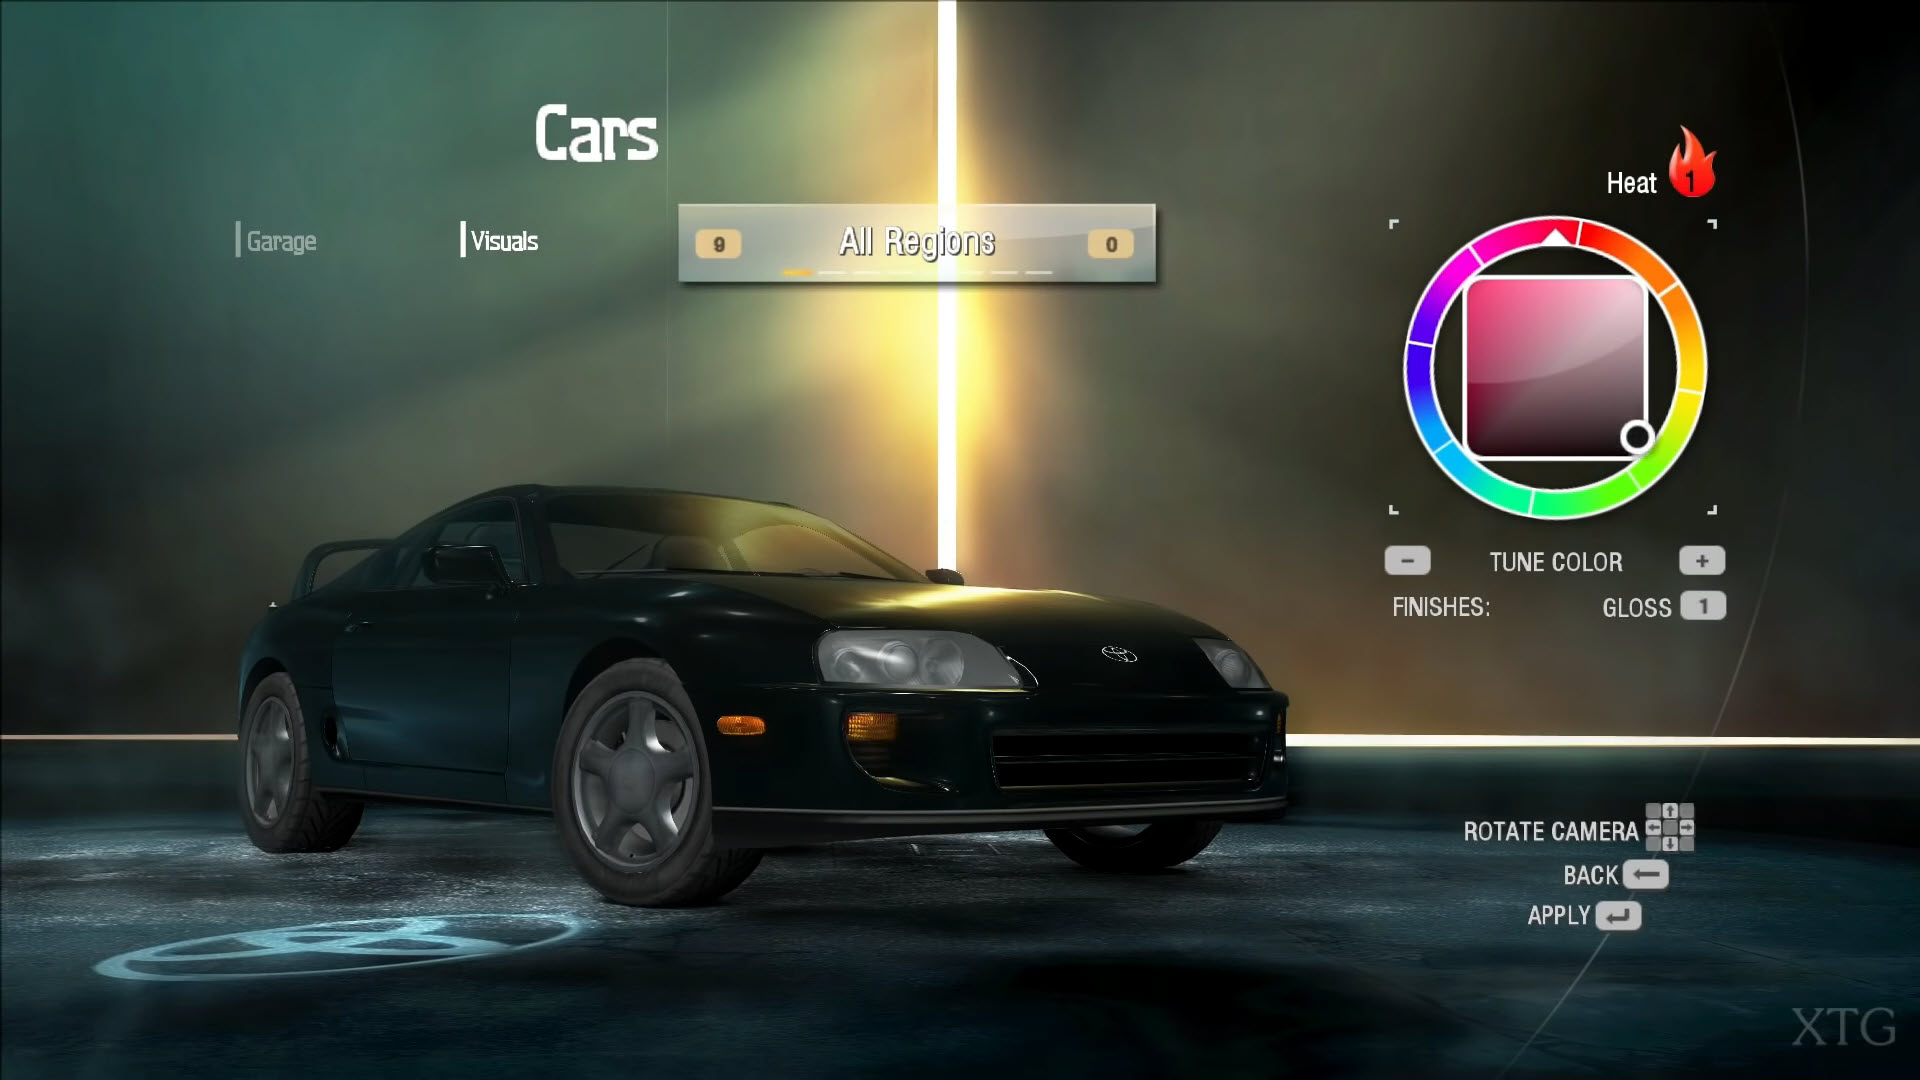 Cars
Heat 1
Garage
Visuals
9 All Regions 0
- TUNE COLOR +
FINISHES: GLOSS 1
ROTATE CAMERA
BACK
APPLY
XTG